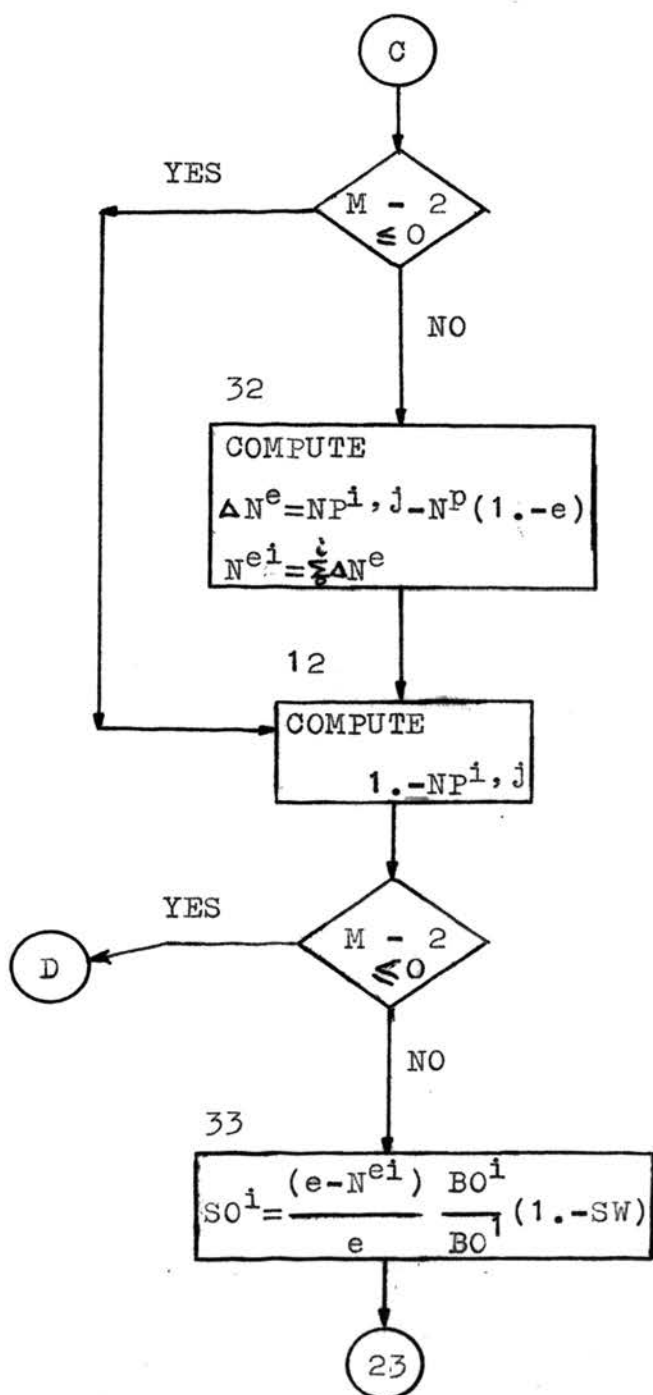 C
YES
M - 2
≤ 0
NO
32
COMPUTE
ΔN^e=NP^i,j-N^p(1.-e)
N^ei=Σ^iΔN^e
12
COMPUTE
1.-NP^i,j
YES
M - 2
≤ 0
D
NO
33
SO^i=(e-N^ei)/e BO^i/BO^1(1.-SW)
23